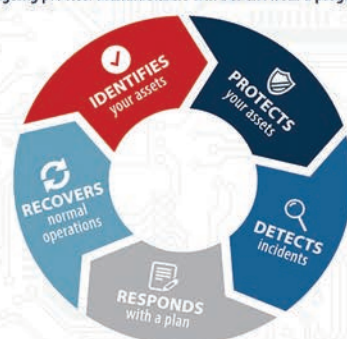 IDENTIFIES
your assets
PROTECTS
your assets
DETECTS
incidents
RESPONDS
with a plan
RECOVERS
normal
operations